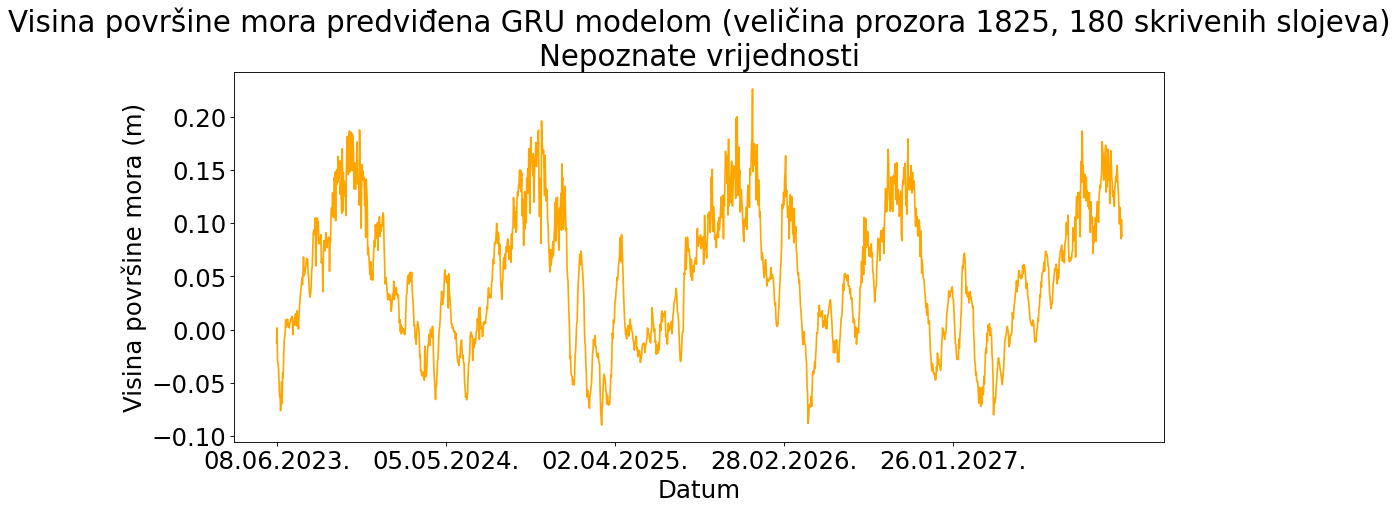 Visina površine mora predviđena GRU modelom (veličina prozora 1825, 180 skrivenih slojeva)
Nepoznate vrijednosti
Visina površine mora (m)
0.20
0.15
0.10
0.05
0.00
−0.05
−0.10
08.06.2023. 05.05.2024. 02.04.2025. 28.02.2026. 26.01.2027.
Datum